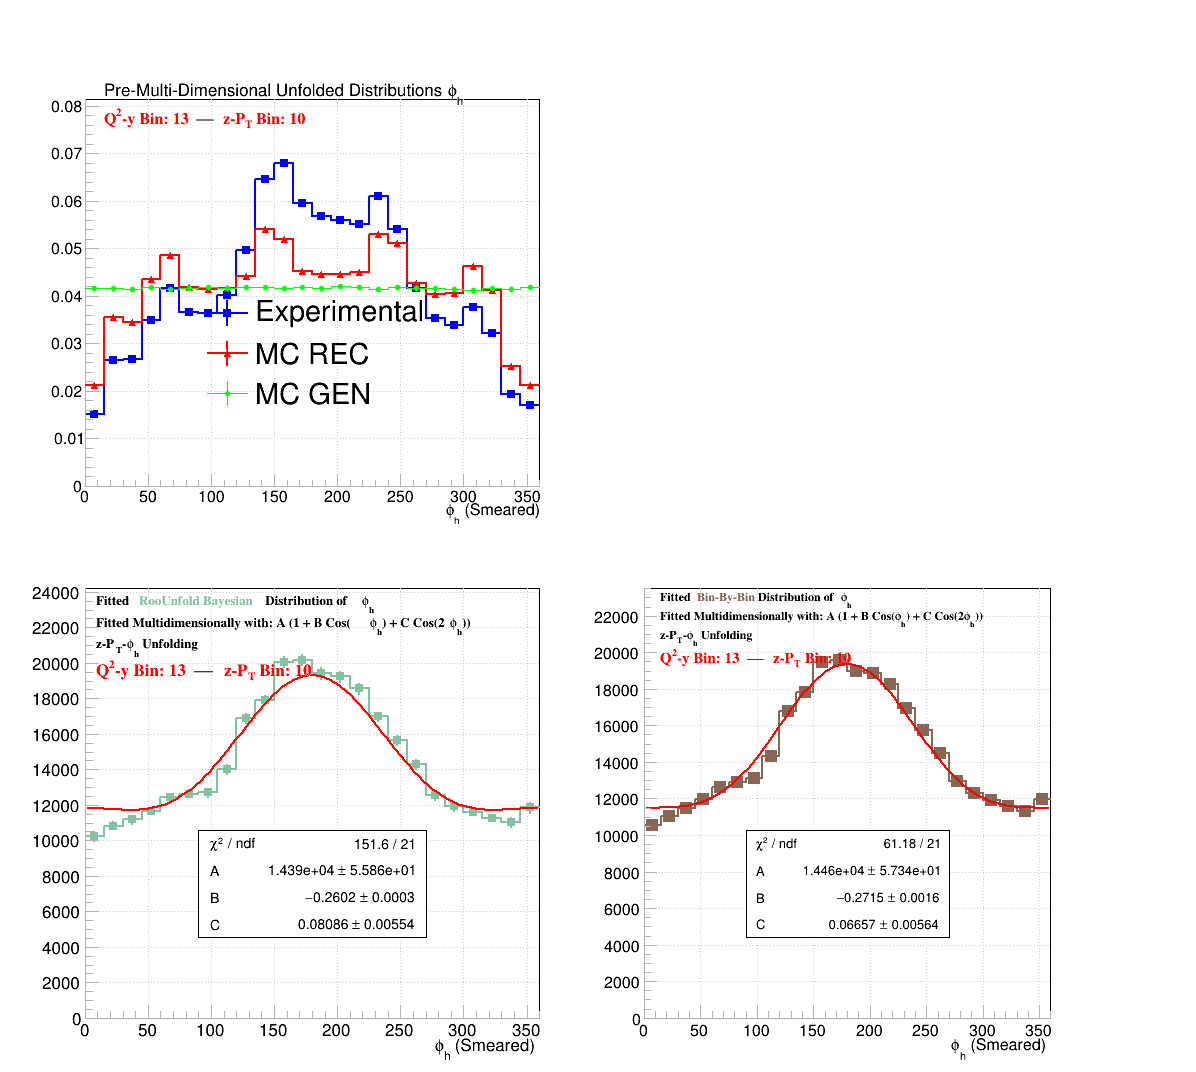 Pre-Multi-Dimensional Unfolded Distributions ϕh
Q²-y Bin: 13 — z-PT Bin: 10
0.08
0.07
0.06
0.05
0.04
0.03
0.02
0.01
0
Experimental
MC REC
MC GEN
0 50 100 150 200 250 300 350
ϕh (Smeared)
Fitted RooUnfold Bayesian Distribution of ϕh
Fitted Multidimensionally with: A (1 + B Cos( ϕh) + C Cos(2 ϕh))
z-PT-ϕh Unfolding
Q²-y Bin: 13 — z-PT Bin: 10
24000
22000
20000
18000
16000
14000
12000
10000
8000
6000
4000
2000
0
χ² / ndf 151.6 / 21
A 1.439e+04 ± 5.586e+01
B −0.2602 ± 0.0003
C 0.08086 ± 0.00554
0 50 100 150 200 250 300 350
ϕh (Smeared)
Fitted Bin-By-Bin Distribution of ϕh
Fitted Multidimensionally with: A (1 + B Cos(ϕh) + C Cos(2ϕh))
z-PT-ϕh Unfolding
Q²-y Bin: 13 — z-PT Bin: 10
22000
20000
18000
16000
14000
12000
10000
8000
6000
4000
2000
0
χ² / ndf 61.18 / 21
A 1.446e+04 ± 5.734e+01
B −0.2715 ± 0.0016
C 0.06657 ± 0.00564
0 50 100 150 200 250 300 350
ϕh (Smeared)